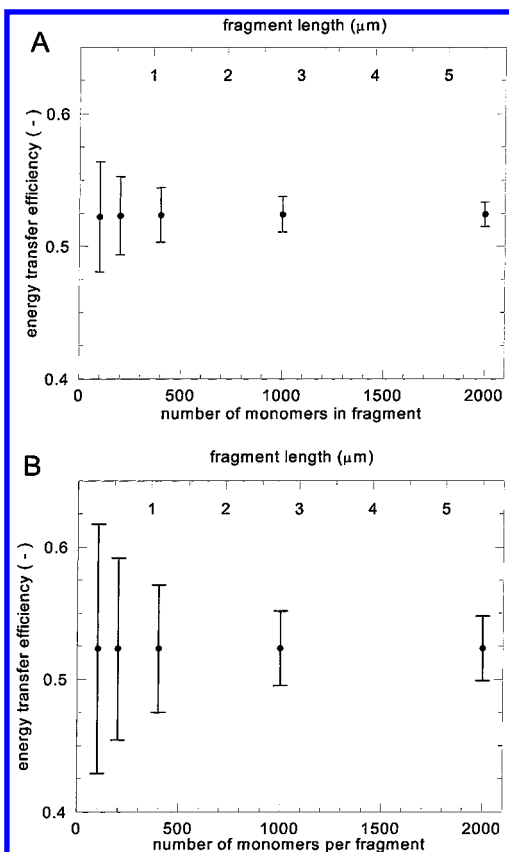 A
fragment length (µm)
1 2 3 4 5
energy transfer efficiency ( - )
0.6
0.5
0.4
0 500 1000 1500 2000
number of monomers in fragment
B
fragment length (µm)
1 2 3 4 5
energy transfer efficiency ( - )
0.6
0.5
0.4
0 500 1000 1500 2000
number of monomers per fragment